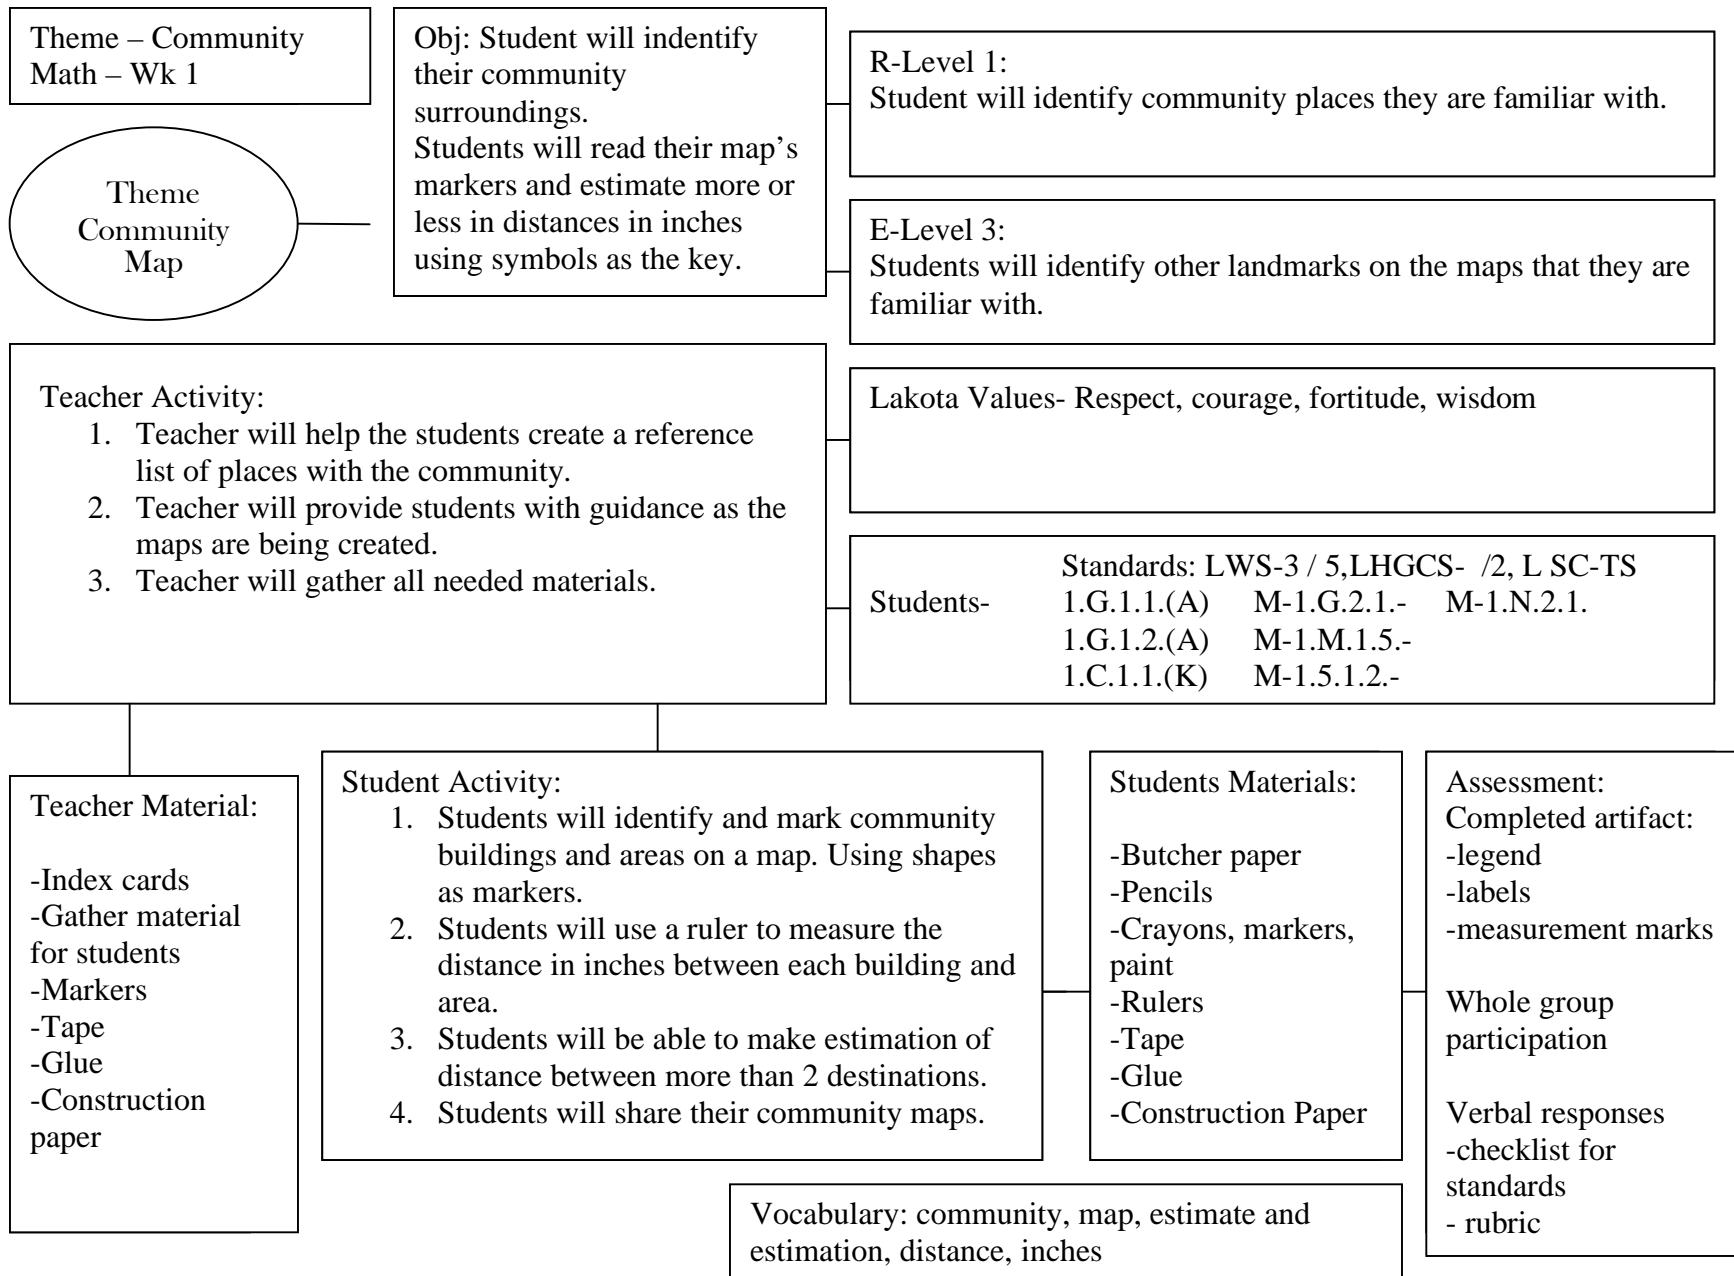 Theme – Community
Math – Wk 1
Theme
Community
Map
Obj: Student will indentify
their community
surroundings.
Students will read their map’s
markers and estimate more or
less in distances in inches
using symbols as the key.
R-Level 1:
Student will identify community places they are familiar with.
E-Level 3:
Students will identify other landmarks on the maps that they are
familiar with.
Teacher Activity:
1. Teacher will help the students create a reference
list of places with the community.
2. Teacher will provide students with guidance as the
maps are being created.
3. Teacher will gather all needed materials.
Lakota Values- Respect, courage, fortitude, wisdom
Standards: LWS-3 / 5,LHGCS- /2, L SC-TS
Students- 1.G.1.1.(A) M-1.G.2.1.- M-1.N.2.1.
1.G.1.2.(A) M-1.M.1.5.-
1.C.1.1.(K) M-1.5.1.2.-
Teacher Material:
-Index cards
-Gather material
for students
-Markers
-Tape
-Glue
-Construction
paper
Student Activity:
1. Students will identify and mark community
buildings and areas on a map. Using shapes
as markers.
2. Students will use a ruler to measure the
distance in inches between each building and
area.
3. Students will be able to make estimation of
distance between more than 2 destinations.
4. Students will share their community maps.
Students Materials:
-Butcher paper
-Pencils
-Crayons, markers,
paint
-Rulers
-Tape
-Glue
-Construction Paper
Assessment:
Completed artifact:
-legend
-labels
-measurement marks
Whole group
participation
Verbal responses
-checklist for
standards
- rubric
Vocabulary: community, map, estimate and
estimation, distance, inches